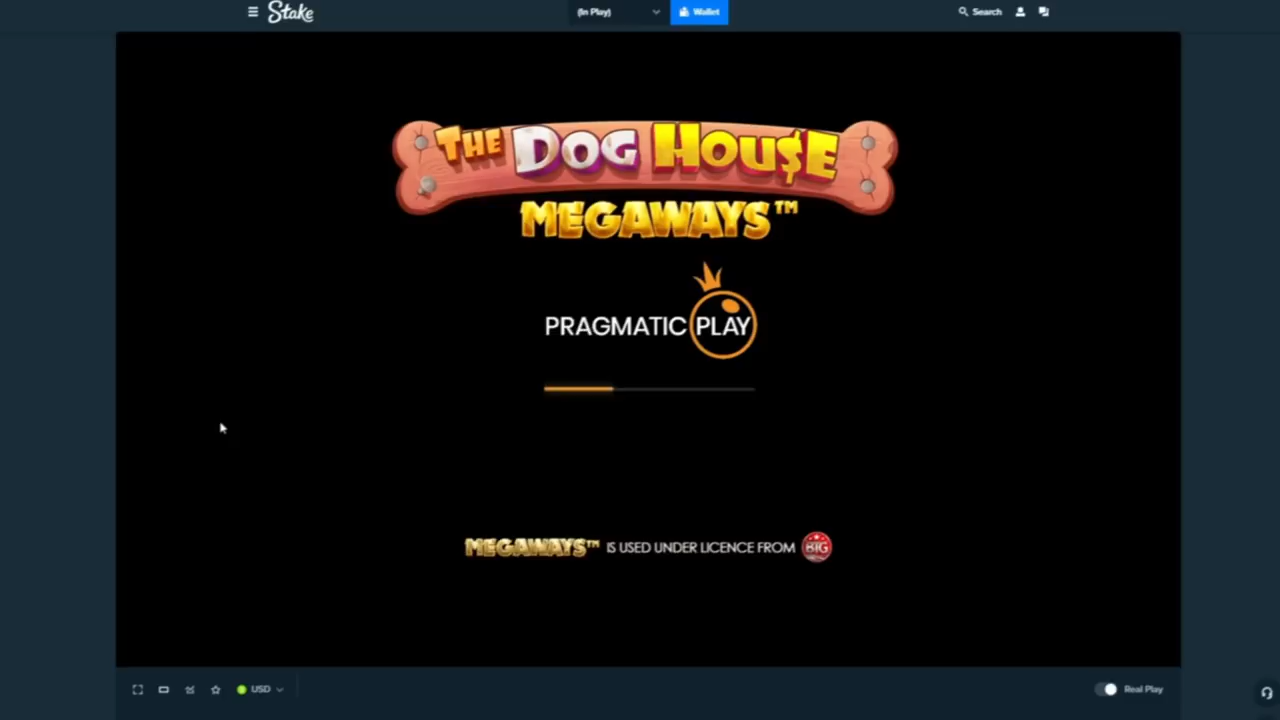 Stake
(In Play)
Wallet
Search
THE DOG HOU$E
MEGAWAYS™
PRAGMATIC PLAY
MEGAWAYS™ IS USED UNDER LICENCE FROM BIG
USD
Real Play